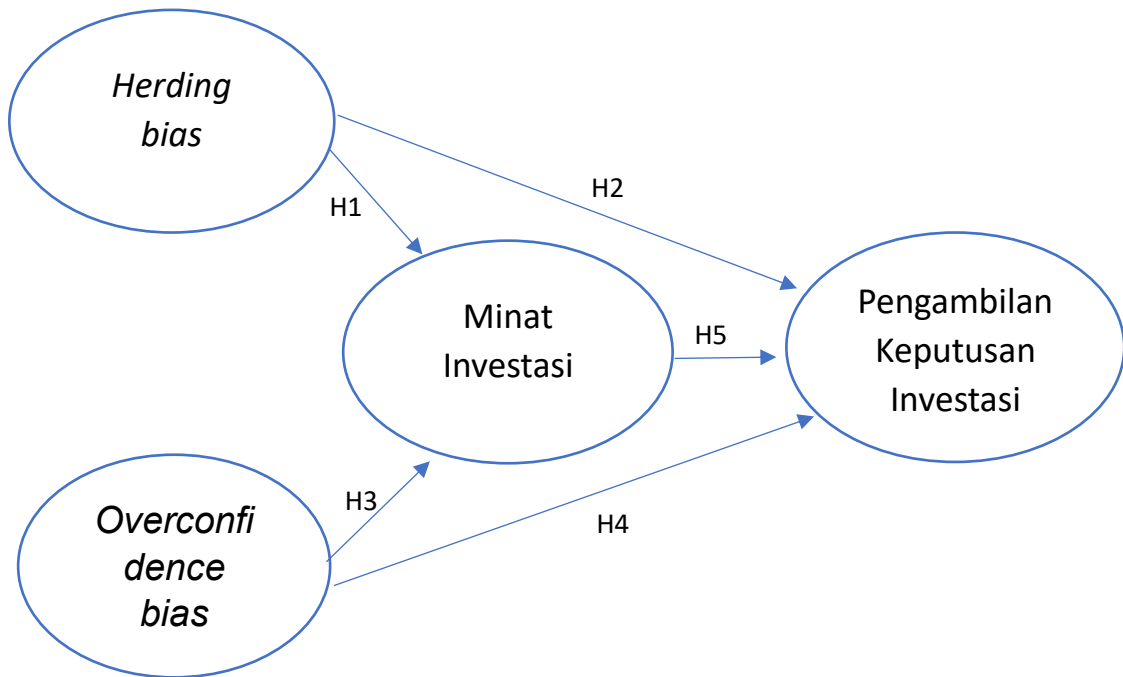 Herding
bias
H2
H1
Minat
Investasi
H5
Pengambilan
Keputusan
Investasi
H3
H4
Overconfi
dence
bias